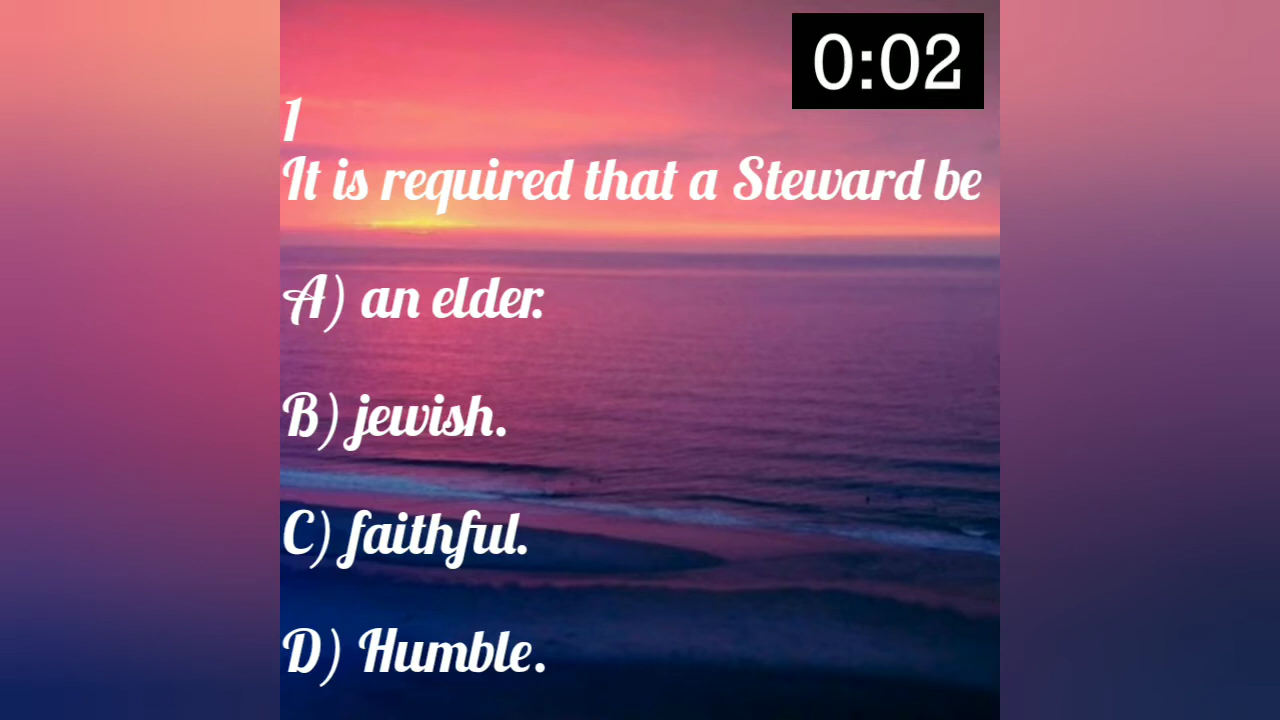 0:02
1
It is required that a Steward be
A) an elder.
B) jewish.
C) faithful.
D) Humble.